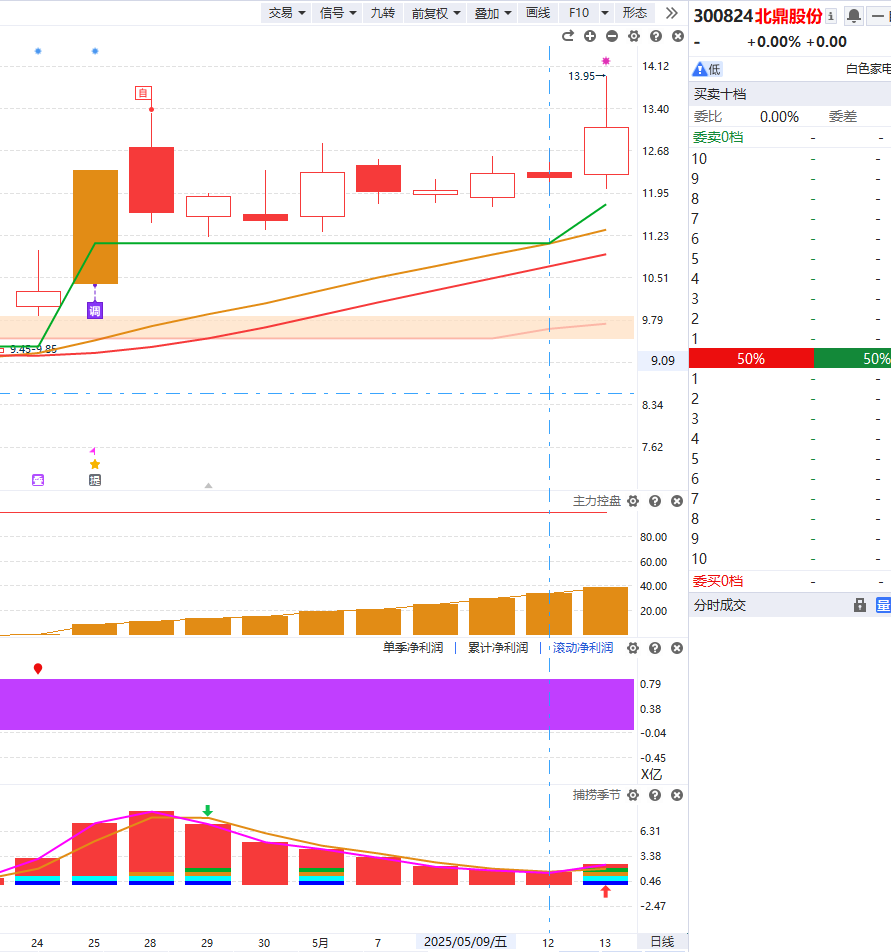 交易 信号 九转 前复权 叠加 画线 F10 形态
300824 北鼎股份
- +0.00% +0.00
低 白色家电
买卖十档
委比 0.00% 委差
委卖0档 - -
10 - -
9 - -
8 - -
7 - -
6 - -
5 - -
4 - -
3 - -
2 - -
1 - -
50% 50%
1 - -
2 - -
3 - -
4 - -
5 - -
6 - -
7 - -
8 - -
9 - -
10 - -
委买0档 - -
分时成交 量
13.95
自
调
9.45-9.85
14.12
13.40
12.68
11.95
11.23
10.51
9.79
9.09
8.34
7.62
主力控盘
80.00
60.00
40.00
20.00
单季净利润 | 累计净利润 | 滚动净利润
0.79
0.38
-0.04
-0.45
X亿
捕捞季节
6.31
3.38
0.46
-2.47
24 25 28 29 30 5月 7 2025/05/09/五 12 13 日线